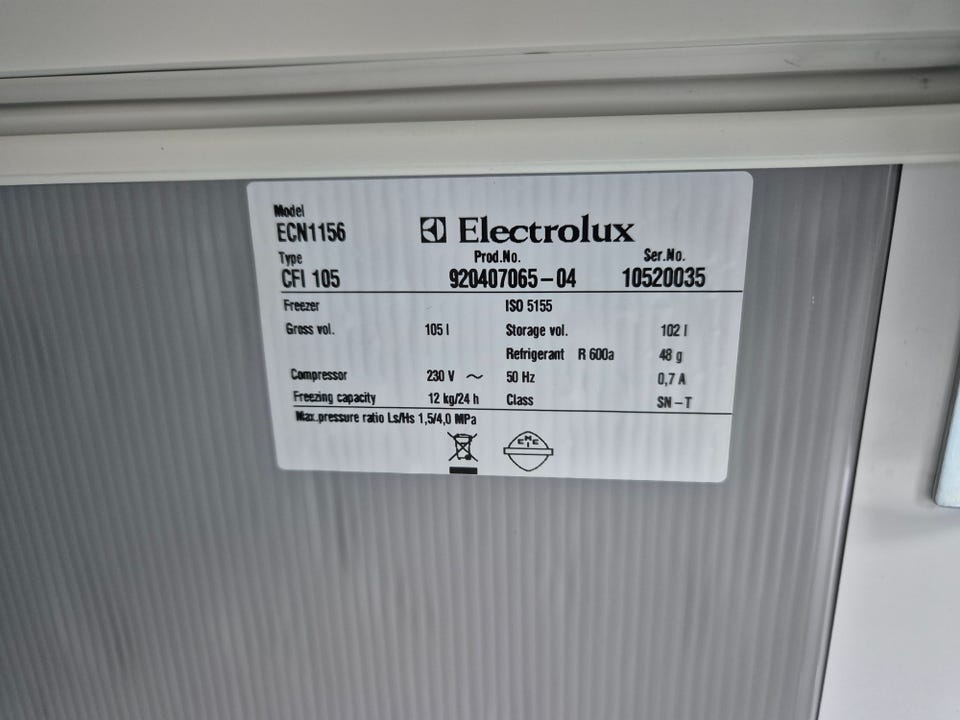 Model
ECN1156
Electrolux
Type
Prod.No.
Ser.No.
CFI 105
920407065-04
10520035
Freezer ISO 5155
Gross vol. 105 l Storage vol. 102 l
Refrigerant R 600a 48 g
Compressor 230 V ~ 50 Hz 0,7 A
Freezing capacity 12 kg/24 h Class SN-T
Max.pressure ratio Ls/Hs 1,5/4,0 MPa